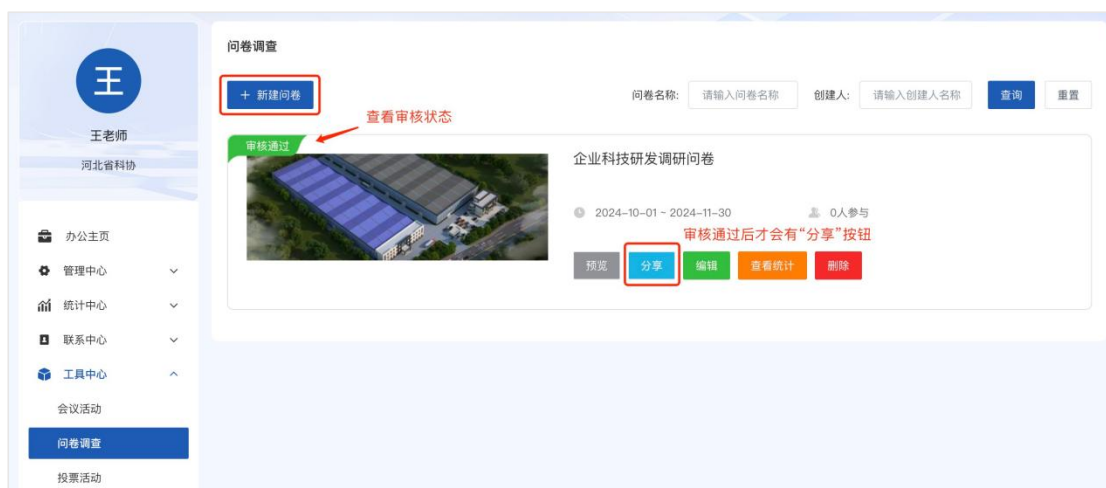 王
王老师
河北省科协
办公主页
管理中心
统计中心
联系中心
工具中心
会议活动
问卷调查
投票活动
问卷调查
+ 新建问卷
问卷名称: 请输入问卷名称 创建人: 请输入创建人名称 查询 重置
查看审核状态
审核通过
企业科技研发调研问卷
2024-10-01 ~ 2024-11-30 0人参与
审核通过后才会有“分享”按钮
预览 分享 编辑 查看统计 删除